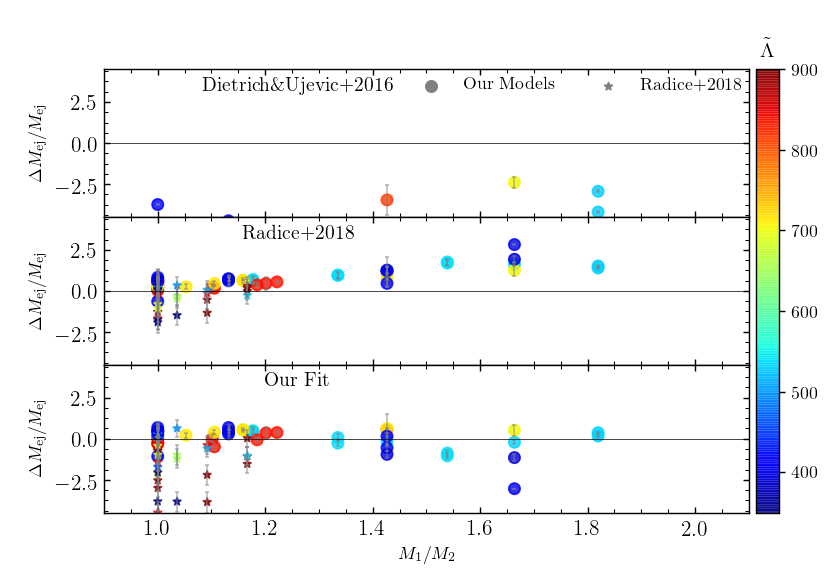 Λ̃
Dietrich&Ujevic+2016 Our Models Radice+2018
ΔM_ej/M_ej
2.5
0.0
−2.5
Radice+2018
ΔM_ej/M_ej
2.5
0.0
−2.5
Our Fit
ΔM_ej/M_ej
2.5
0.0
−2.5
1.0 1.2 1.4 1.6 1.8 2.0
M_1/M_2
900
800
700
600
500
400